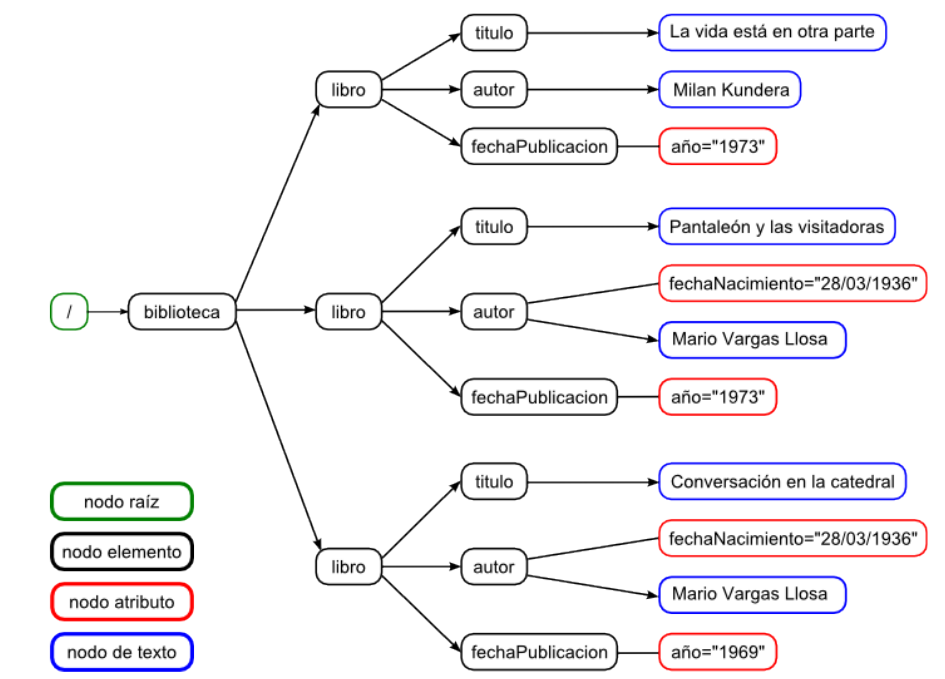 titulo
La vida está en otra parte
libro
autor
Milan Kundera
fechaPublicacion
año="1973"
titulo
Pantaleón y las visitadoras
fechaNacimiento="28/03/1936"
/
biblioteca
libro
autor
Mario Vargas Llosa
fechaPublicacion
año="1973"
titulo
Conversación en la catedral
fechaNacimiento="28/03/1936"
libro
autor
Mario Vargas Llosa
fechaPublicacion
año="1969"
nodo raíz
nodo elemento
nodo atributo
nodo de texto